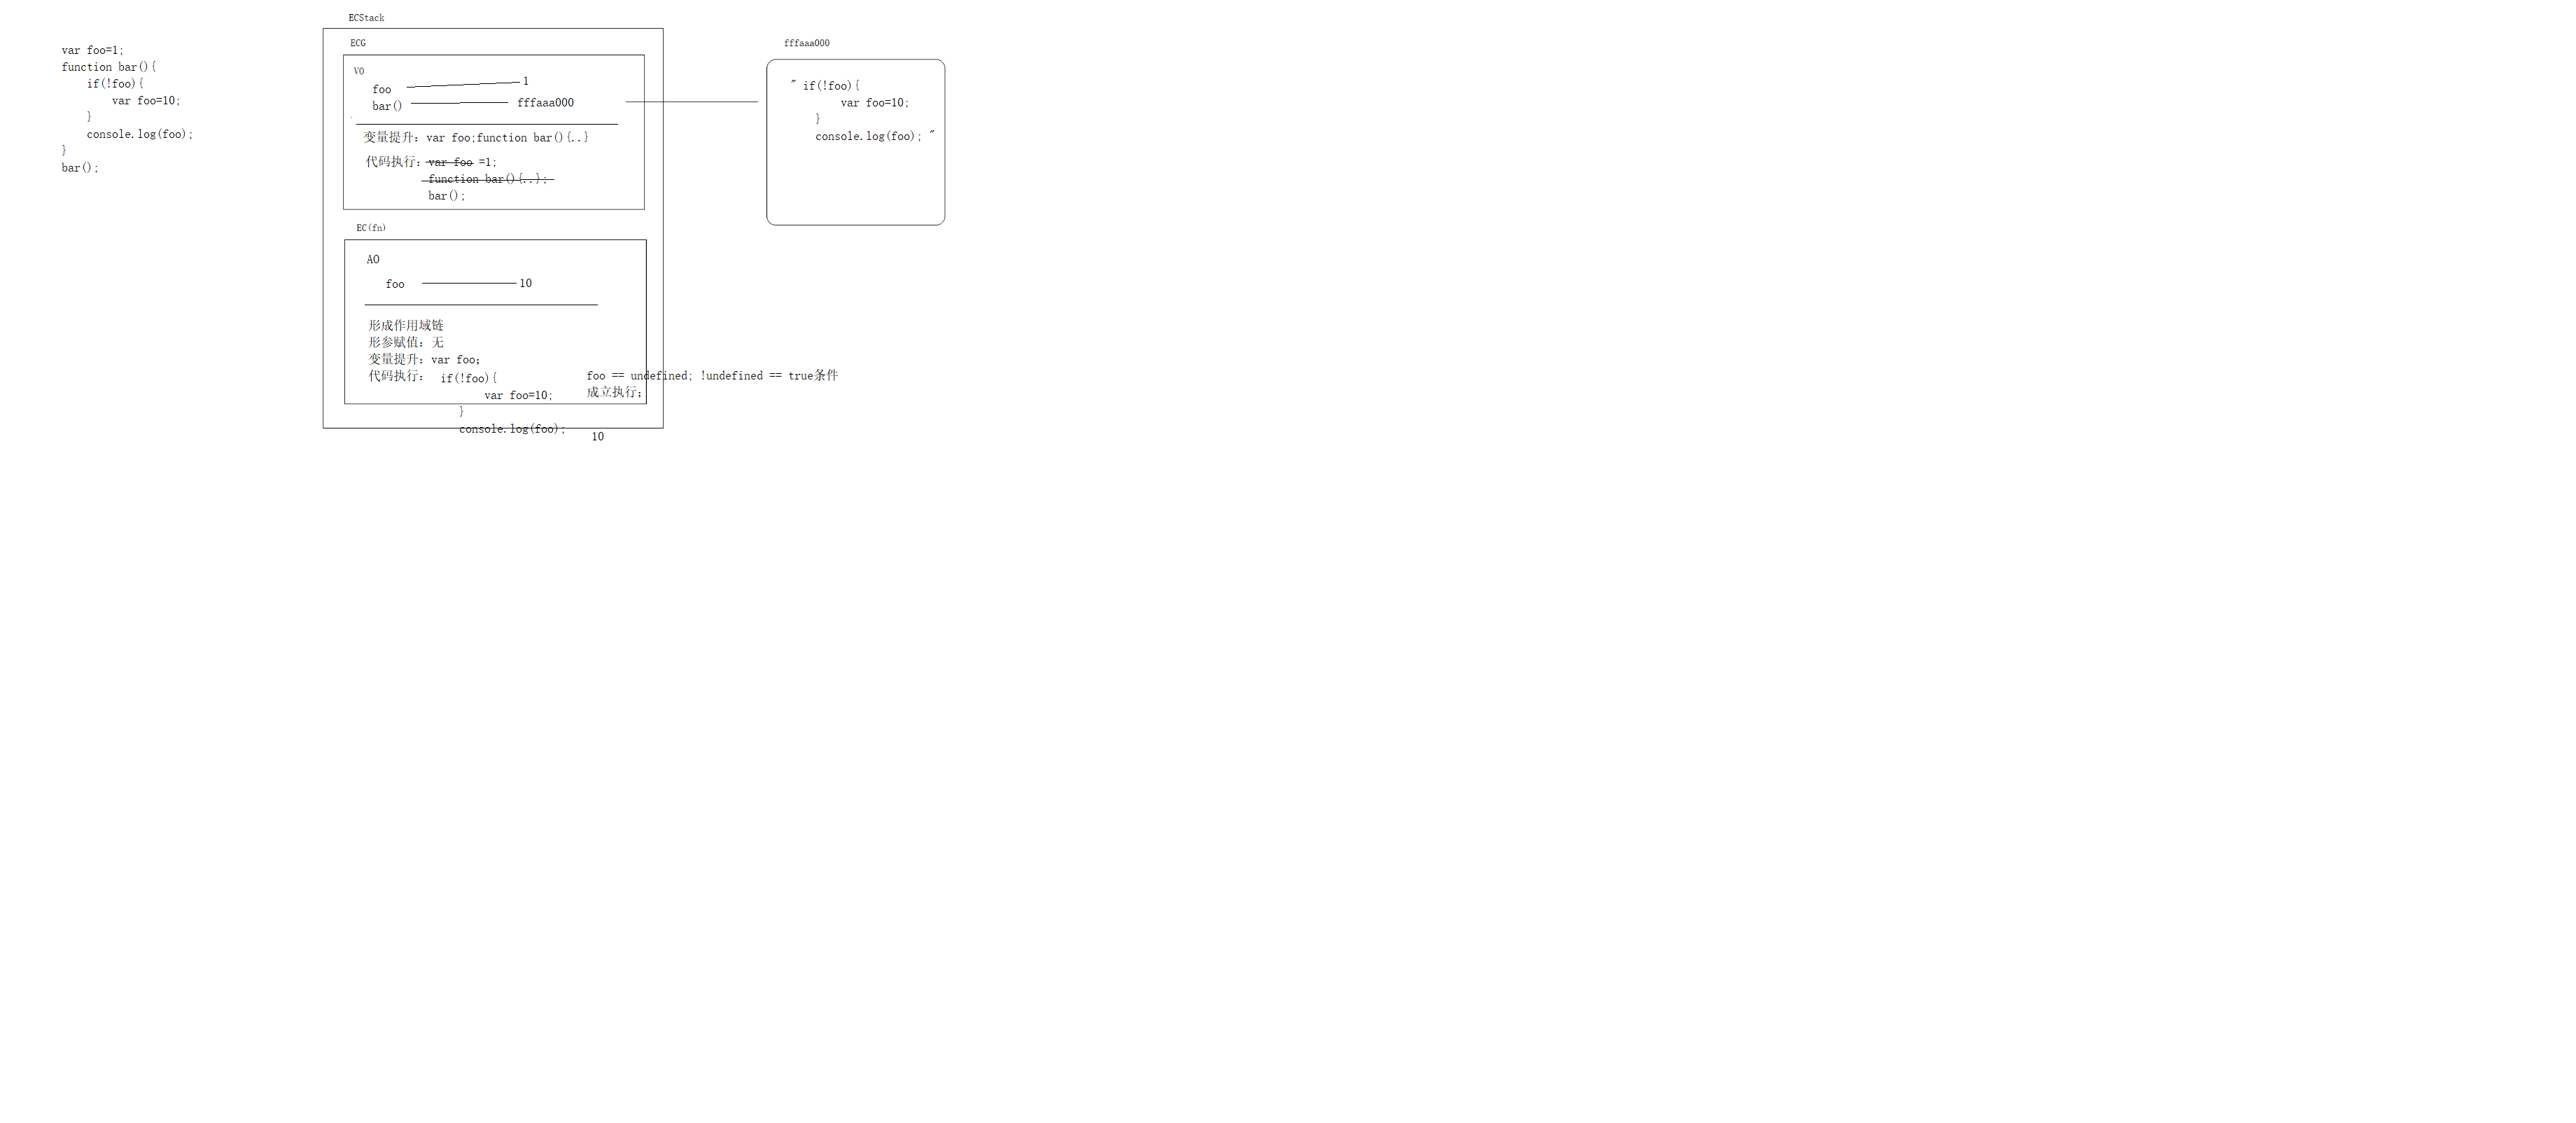 var foo=1;
function bar(){
    if(!foo){
        var foo=10;
    }
    console.log(foo);
}
bar();
ECStack
ECG
VO
foo 1
bar() fffaaa000
变量提升：var foo;function bar(){..}
代码执行：var foo =1;
function bar(){..};
bar();
EC(fn)
AO
foo 10
形成作用域链
形参赋值：无
变量提升：var foo;
代码执行： if(!foo){
        var foo=10;
    }
    console.log(foo);
foo == undefined; !undefined == true条件
成立执行；
10
fffaaa000
" if(!foo){
        var foo=10;
    }
    console.log(foo); "